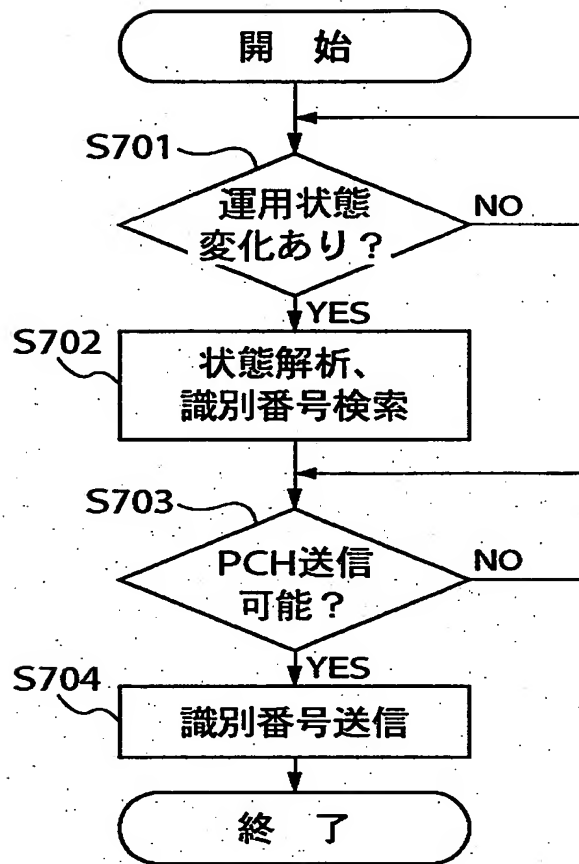 開 始
S701
運用状態
変化あり？
NO
YES
S702
状態解析、
識別番号検索
S703
PCH送信
可能？
NO
YES
S704
識別番号送信
終 了